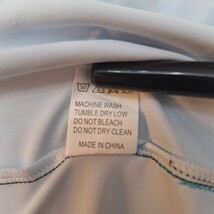 MACHINE WASH
TUMBLE DRY LOW
DO NOT BLEACH
DO NOT DRY CLEAN
MADE IN CHINA